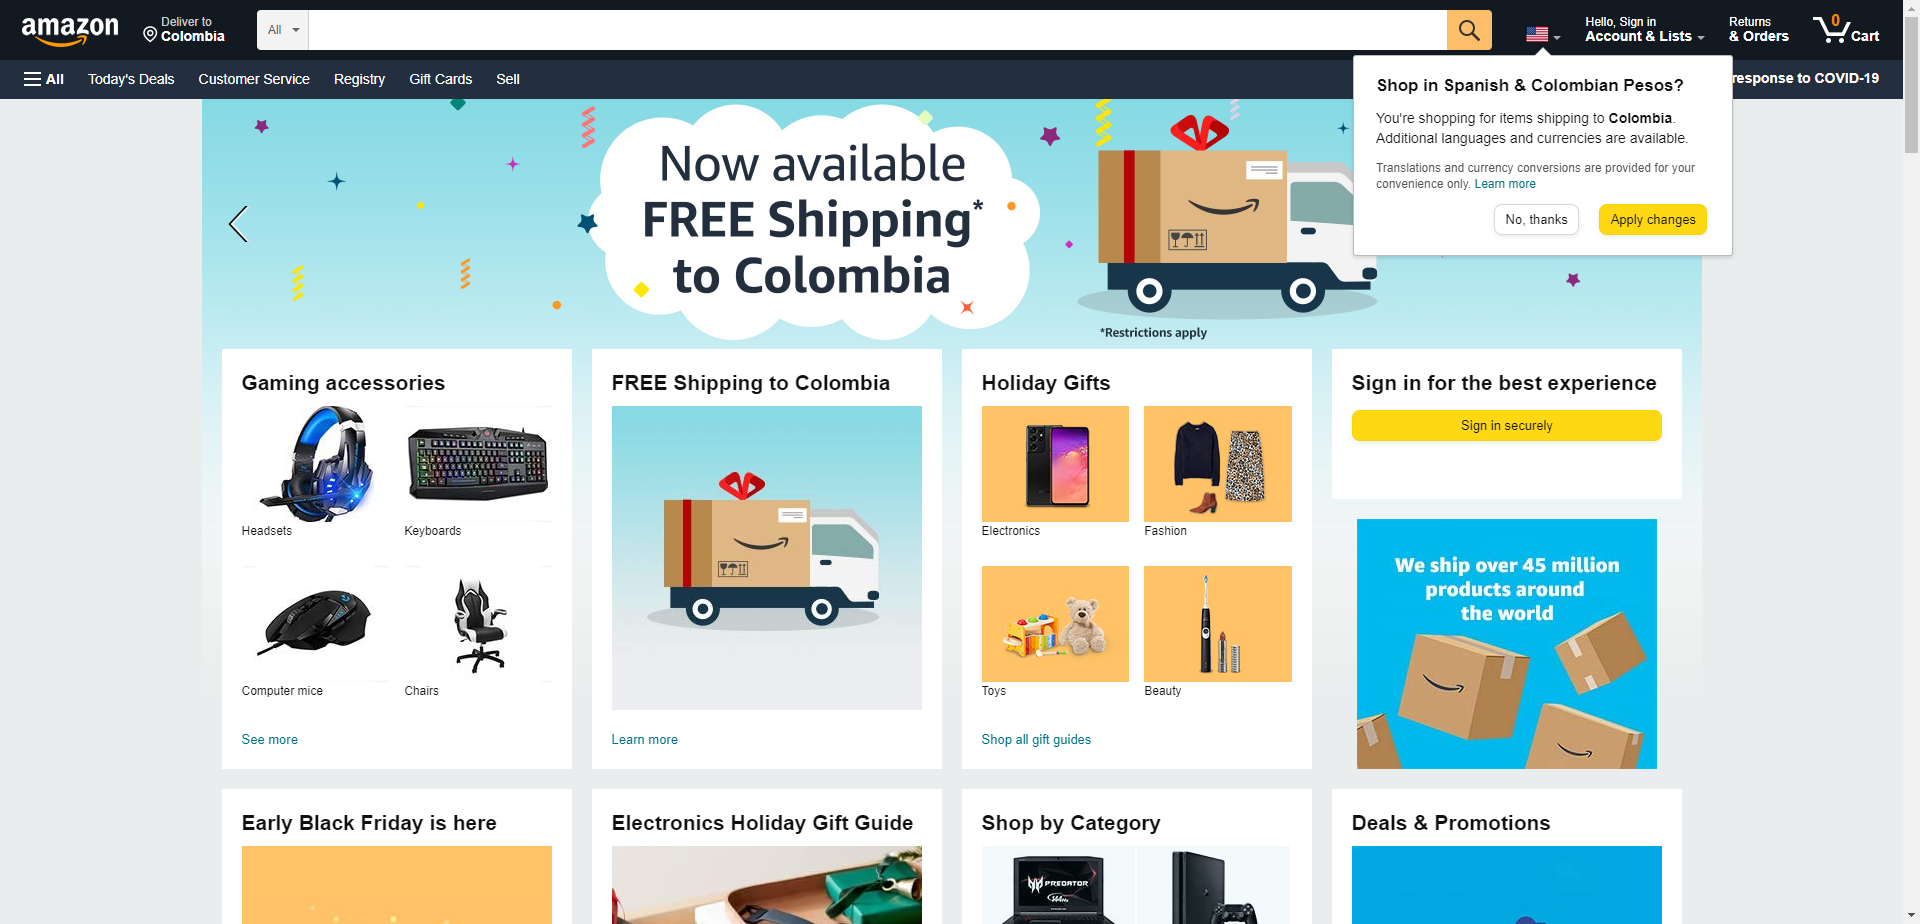 amazon
Deliver to
Colombia
All
Hello, Sign in
Account & Lists
Returns
& Orders
0
Cart
All
Today's Deals
Customer Service
Registry
Gift Cards
Sell
response to COVID-19
Shop in Spanish & Colombian Pesos?
You're shopping for items shipping to Colombia.
Additional languages and currencies are available.
Translations and currency conversions are provided for your
convenience only. Learn more
No, thanks
Apply changes
Now available
FREE Shipping*
to Colombia
*Restrictions apply
Gaming accessories
Headsets
Keyboards
Computer mice
Chairs
See more
FREE Shipping to Colombia
Learn more
Holiday Gifts
Electronics
Fashion
Toys
Beauty
Shop all gift guides
Sign in for the best experience
Sign in securely
We ship over 45 million
products around
the world
Early Black Friday is here
Electronics Holiday Gift Guide
Shop by Category
PREDATOR
144Hz
Deals & Promotions